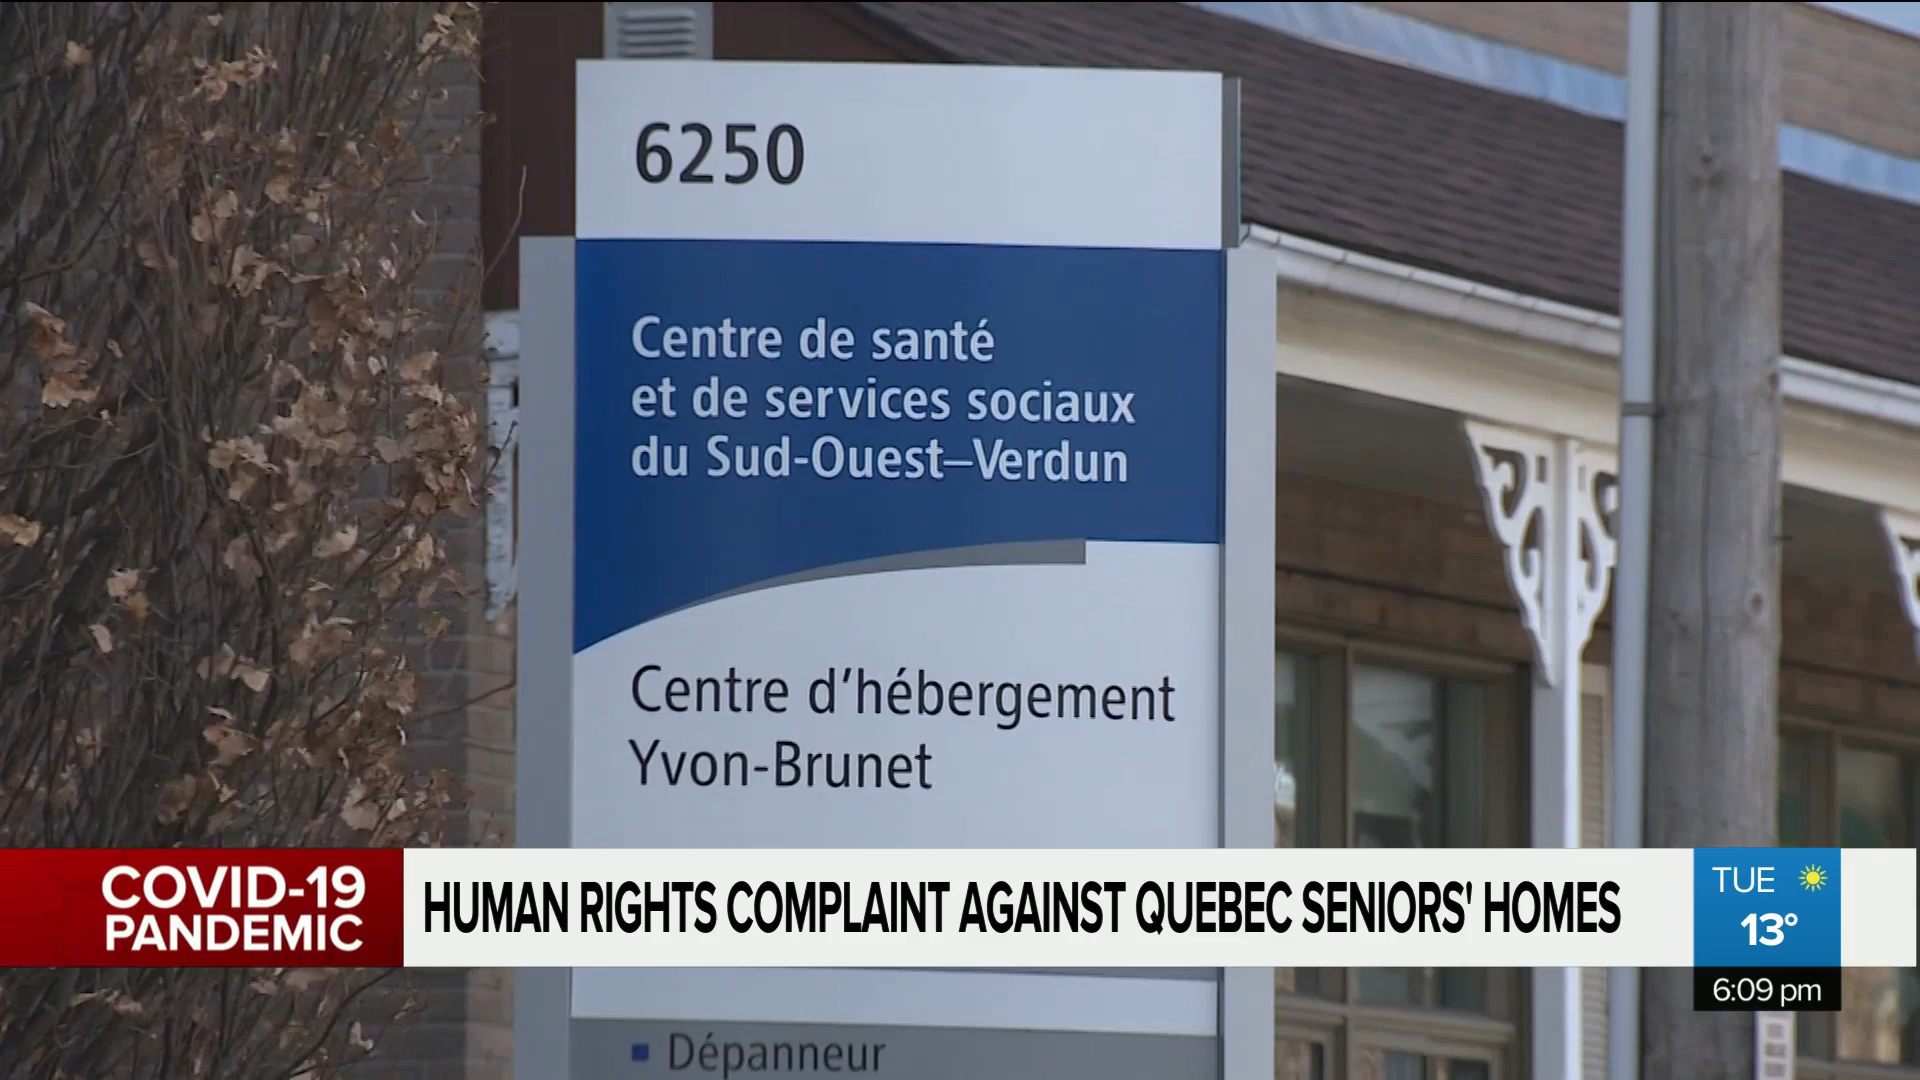 6250
Centre de santé
et de services sociaux
du Sud-Ouest–Verdun
Centre d'hébergement
Yvon-Brunet
COVID-19
PANDEMIC
HUMAN RIGHTS COMPLAINT AGAINST QUEBEC SENIORS' HOMES
TUE
13°
6:09 pm
Dépanneur